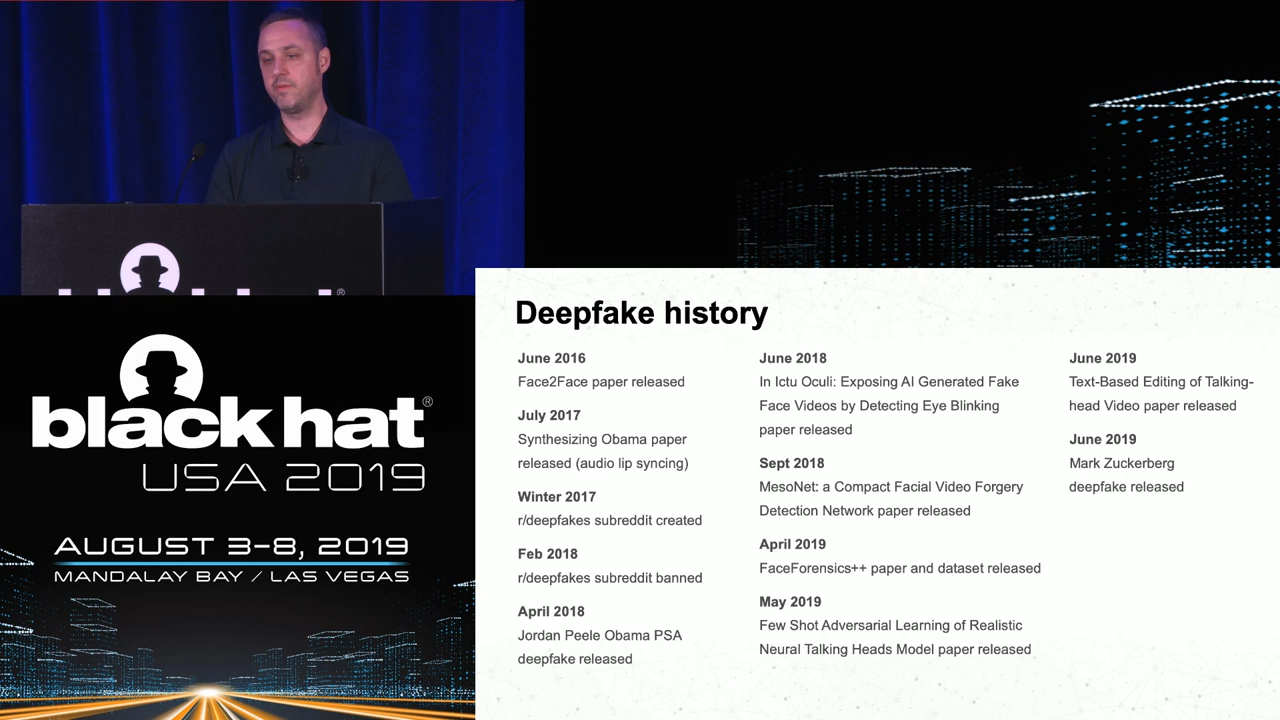 black hat®
USA 2019
AUGUST 3-8, 2019
MANDALAY BAY / LAS VEGAS
Deepfake history
June 2016
Face2Face paper released
July 2017
Synthesizing Obama paper
released (audio lip syncing)
Winter 2017
r/deepfakes subreddit created
Feb 2018
r/deepfakes subreddit banned
April 2018
Jordan Peele Obama PSA
deepfake released
June 2018
In Ictu Oculi: Exposing AI Generated Fake
Face Videos by Detecting Eye Blinking
paper released
Sept 2018
MesoNet: a Compact Facial Video Forgery
Detection Network paper released
April 2019
FaceForensics++ paper and dataset released
May 2019
Few Shot Adversarial Learning of Realistic
Neural Talking Heads Model paper released
June 2019
Text-Based Editing of Talking-
head Video paper released
June 2019
Mark Zuckerberg
deepfake released